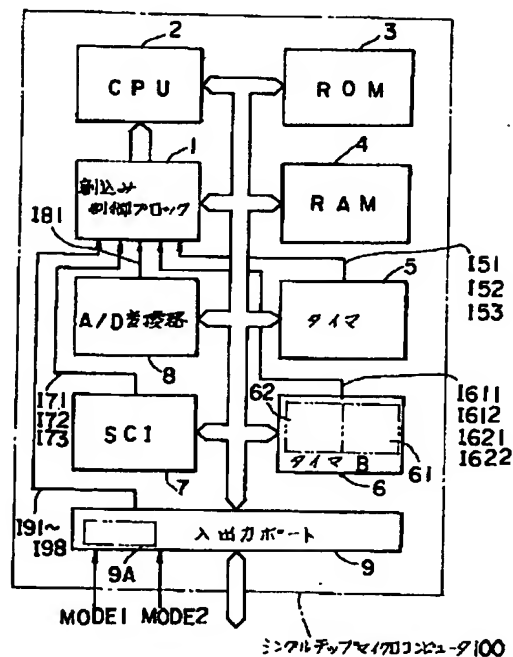 2
3
CPU
ROM
1
4
割込み
制御ブロック
RAM
I81
I51
I52
I53
5
A/D変換器
タイマ
8
I71
I72
I73
62
I611
I612
I621
I622
SCI
タイマ B
61
7
6
I91~
I98
入出力ポート
9A
9
MODE1 MODE2
シングルチップマイクロコンピュータ100